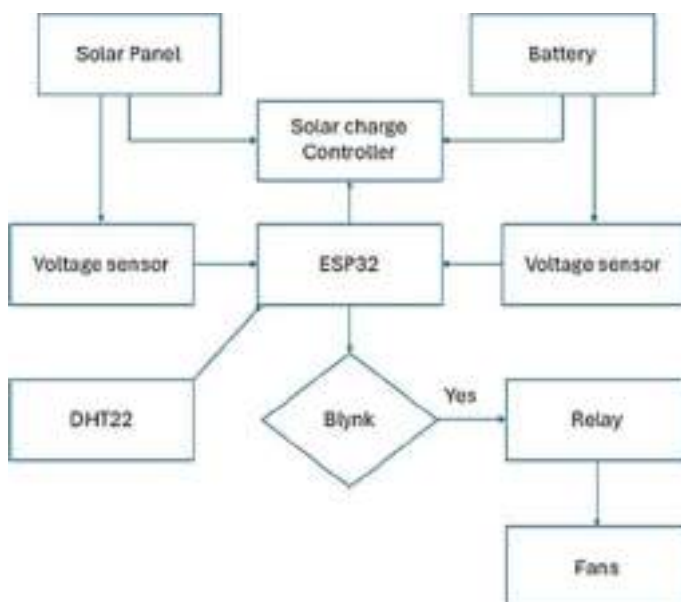 Solar Panel
Battery
Solar charge
Controller
Voltage sensor
ESP32
Voltage sensor
DHT22
Blynk
Yes
Relay
Fans